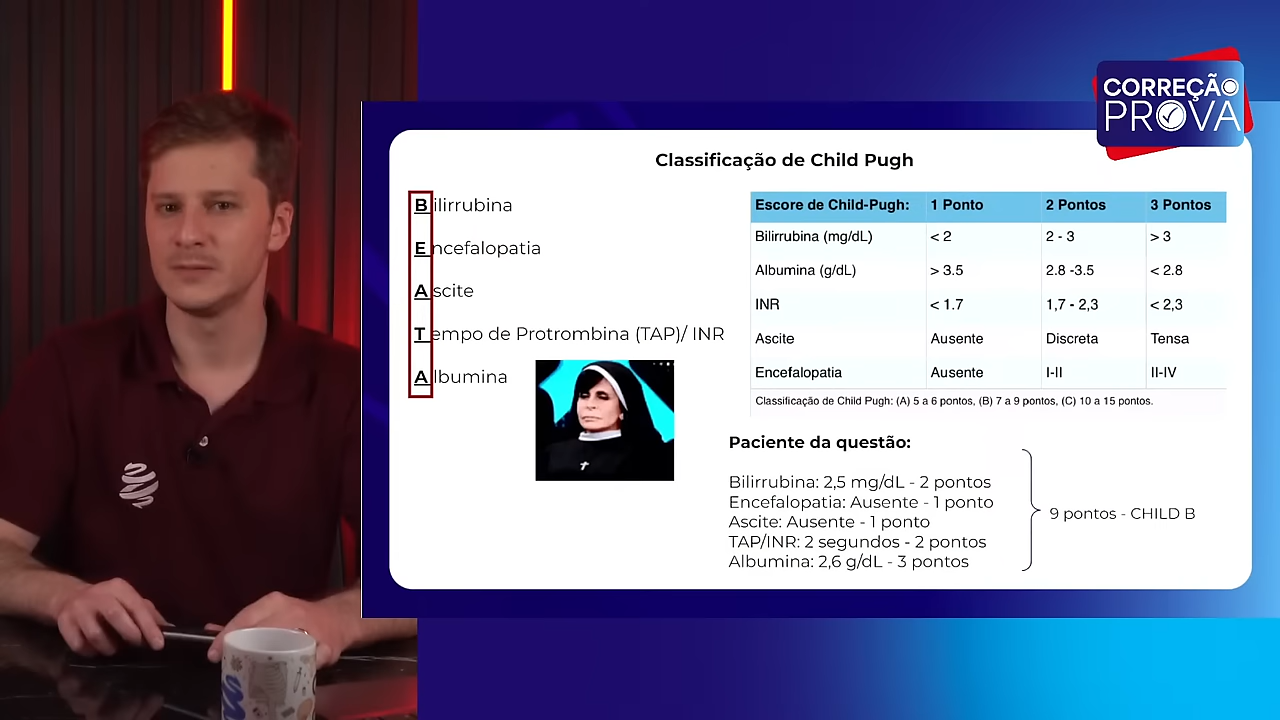 CORREÇÃO
PROVA
Classificação de Child Pugh
Bilirrubina
Encefalopatia
Ascite
Tempo de Protrombina (TAP)/ INR
Albumina
Escore de Child-Pugh: 1 Ponto 2 Pontos 3 Pontos
Bilirrubina (mg/dL) < 2 2 - 3 > 3
Albumina (g/dL) > 3.5 2.8 -3.5 < 2.8
INR < 1.7 1,7 - 2,3 < 2,3
Ascite Ausente Discreta Tensa
Encefalopatia Ausente I-II II-IV
Classificação de Child Pugh: (A) 5 a 6 pontos, (B) 7 a 9 pontos, (C) 10 a 15 pontos.
Paciente da questão:
Bilirrubina: 2,5 mg/dL - 2 pontos
Encefalopatia: Ausente - 1 ponto
Ascite: Ausente - 1 ponto
TAP/INR: 2 segundos - 2 pontos
Albumina: 2,6 g/dL - 3 pontos
9 pontos - CHILD B